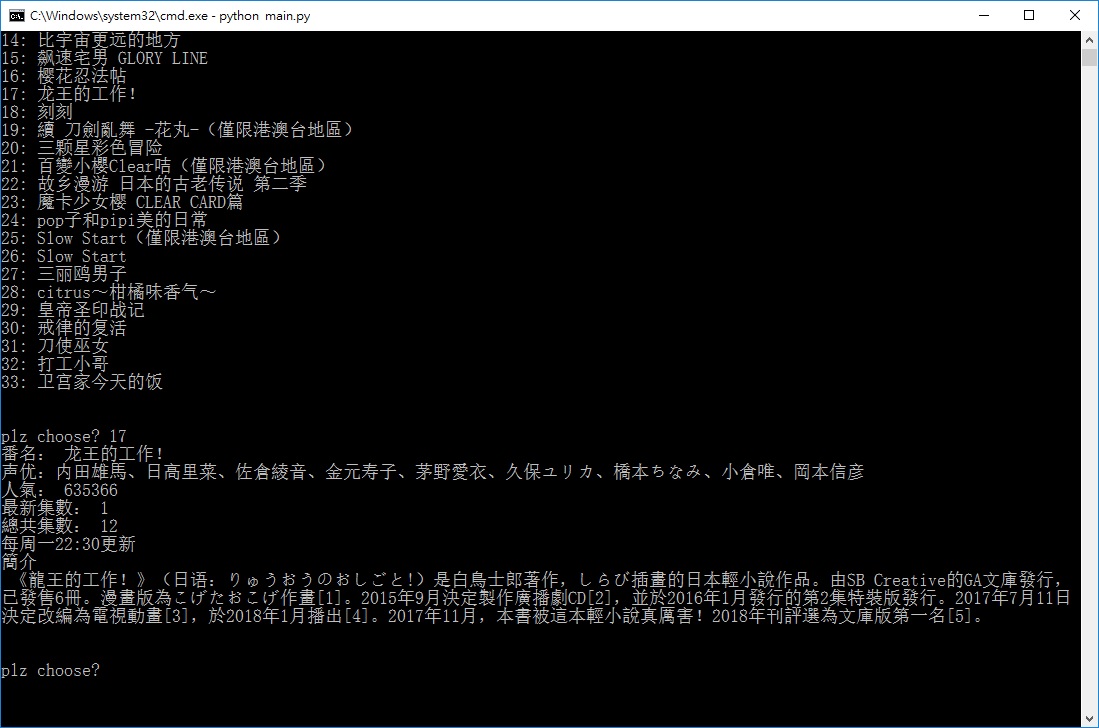 C:\Windows\system32\cmd.exe - python  main.py
14: 比宇宙更远的地方
15: 飙速宅男 GLORY LINE
16: 樱花忍法帖
17: 龙王的工作!
18: 刻刻
19: 續 刀劍亂舞 -花丸-（僅限港澳台地區）
20: 三颗星彩色冒险
21: 百變小櫻Clear咭（僅限港澳台地區）
22: 故乡漫游 日本的古老传说 第二季
23: 魔卡少女樱 CLEAR CARD篇
24: pop子和pipi美的日常
25: Slow Start（僅限港澳台地區）
26: Slow Start
27: 三丽鸥男子
28: citrus～柑橘味香气～
29: 皇帝圣印战记
30: 戒律的复活
31: 刀使巫女
32: 打工小哥
33: 卫宫家今天的饭
plz choose? 17
番名： 龙王的工作!
声优：内田雄馬、日高里菜、佐倉綾音、金元寿子、茅野愛衣、久保ユリカ、橋本ちなみ、小倉唯、岡本信彦
人氣： 635366
最新集數： 1
總共集數： 12
每周一22:30更新
簡介
《龍王的工作！》（日语：りゅうおうのおしごと!）是白鳥士郎著作，しらび插畫的日本輕小說作品。由SB Creative的GA文庫發行，
已發售6冊。漫畫版為こげたおこげ作畫[1]。2015年9月決定製作廣播劇CD[2]，並於2016年1月發行的第2集特裝版發行。2017年7月11日
決定改編為電視動畫[3]，於2018年1月播出[4]。2017年11月，本書被這本輕小說真厲害！2018年刊評選為文庫版第一名[5]。
plz choose?